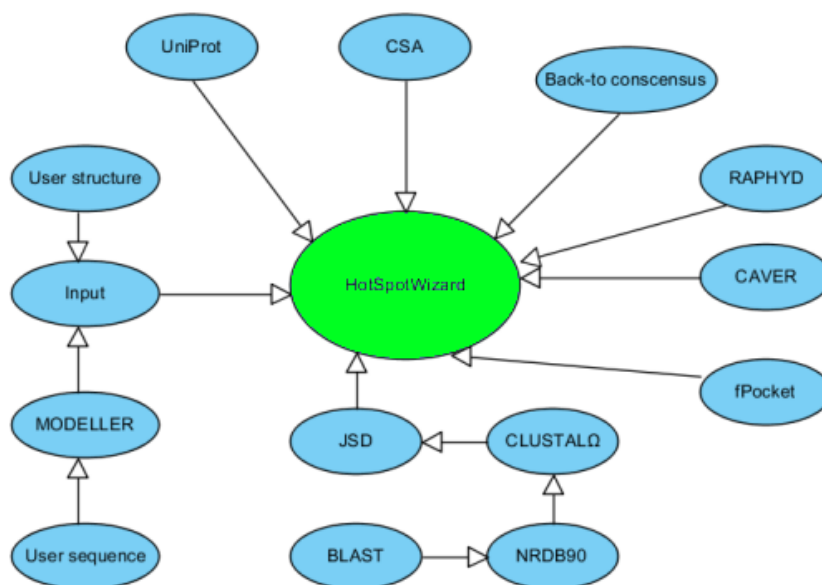 UniProt
CSA
Back-to conscensus
User structure
RAPHYD
Input
HotSpotWizard
CAVER
fPocket
MODELLER
JSD
CLUSTALΩ
User sequence
BLAST
NRDB90